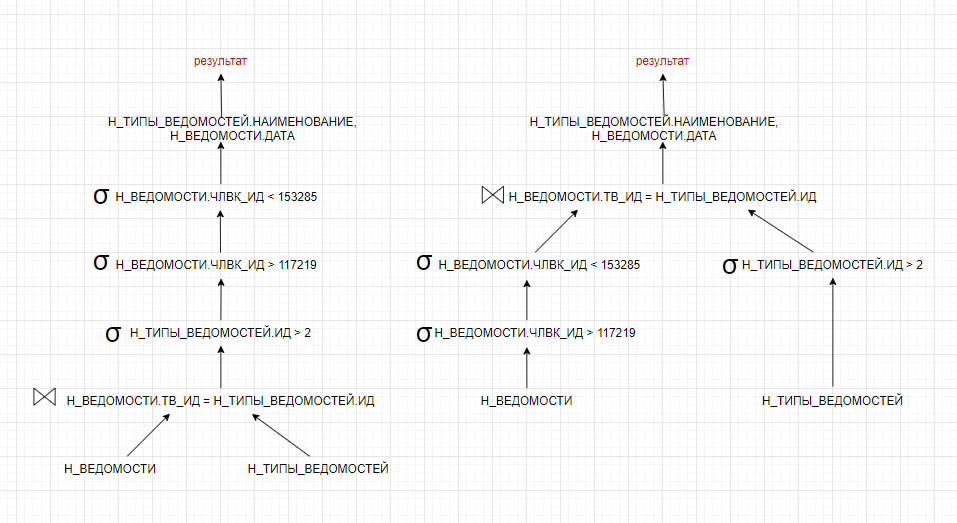 результат
Н_ТИПЫ_ВЕДОМОСТЕЙ.НАИМЕНОВАНИЕ,
Н_ВЕДОМОСТИ.ДАТА
σ Н_ВЕДОМОСТИ.ЧЛВК_ИД < 153285
σ Н_ВЕДОМОСТИ.ЧЛВК_ИД > 117219
σ Н_ТИПЫ_ВЕДОМОСТЕЙ.ИД > 2
⋈ Н_ВЕДОМОСТИ.ТВ_ИД = Н_ТИПЫ_ВЕДОМОСТЕЙ.ИД
Н_ВЕДОМОСТИ
Н_ТИПЫ_ВЕДОМОСТЕЙ
результат
Н_ТИПЫ_ВЕДОМОСТЕЙ.НАИМЕНОВАНИЕ,
Н_ВЕДОМОСТИ.ДАТА
⋈ Н_ВЕДОМОСТИ.ТВ_ИД = Н_ТИПЫ_ВЕДОМОСТЕЙ.ИД
σ Н_ВЕДОМОСТИ.ЧЛВК_ИД < 153285
σ Н_ТИПЫ_ВЕДОМОСТЕЙ.ИД > 2
σ Н_ВЕДОМОСТИ.ЧЛВК_ИД > 117219
Н_ВЕДОМОСТИ
Н_ТИПЫ_ВЕДОМОСТЕЙ